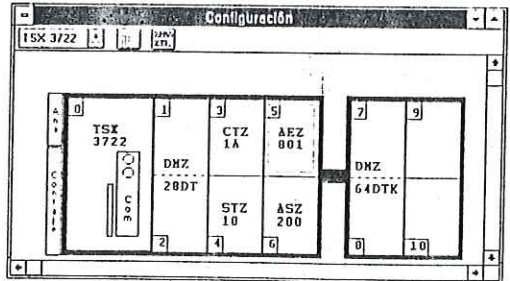 Configuración
TSX 3722
0
1
3
5
7
9
TSX
3722
CTZ
1A
AEZ
801
DMZ
28DT
DMZ
64DTK
Com
STZ
10
ASZ
200
2
4
6
0
10